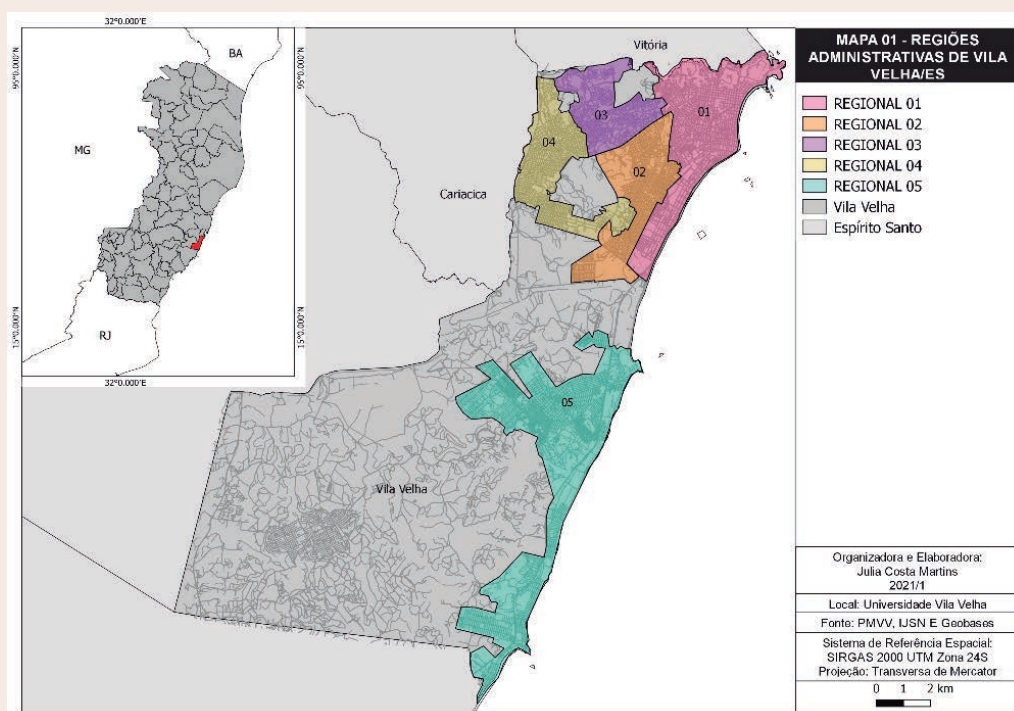 32°0.000'E
BA
MG
RJ
32°0.000'E
15°0.000'N
Vitória
Cariacica
Vila Velha
01
02
03
04
05
MAPA 01 - REGIÕES
ADMINISTRATIVAS DE VILA
VELHA/ES
REGIONAL 01
REGIONAL 02
REGIONAL 03
REGIONAL 04
REGIONAL 05
Vila Velha
Espírito Santo
Organizadora e Elaboradora:
Julia Costa Martins
2021/1
Local: Universidade Vila Velha
Fonte: PMVV, IJSN E Geobases
Sistema de Referência Espacial:
SIRGAS 2000 UTM Zona 24S
Projeção: Transversa de Mercator
0 1 2 km